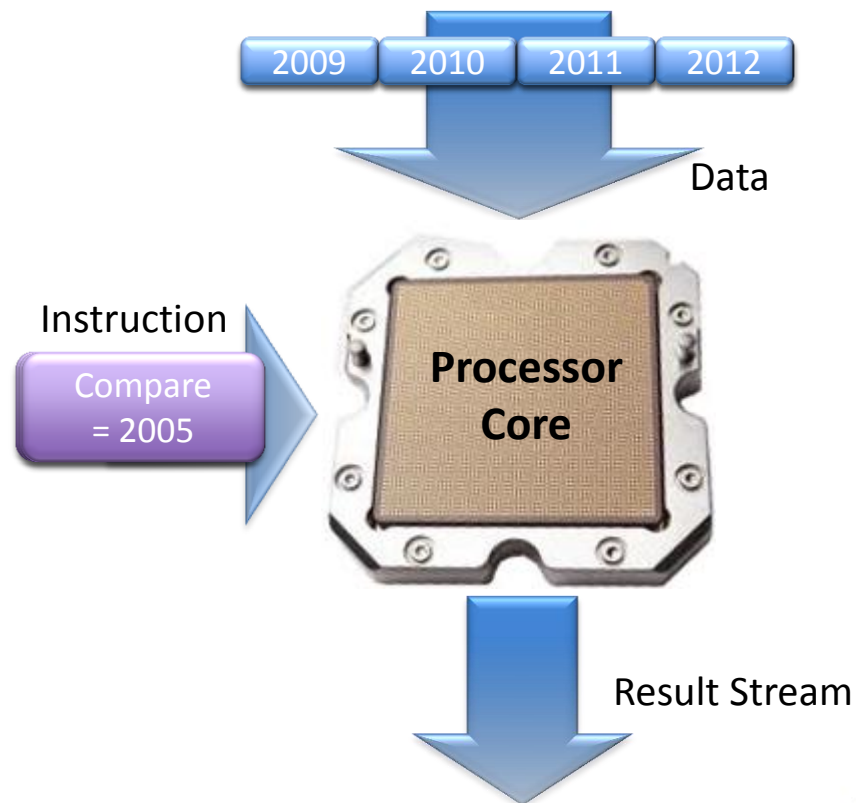 2009 2010 2011 2012
Data
Instruction
Compare
= 2005
Processor
Core
Result Stream